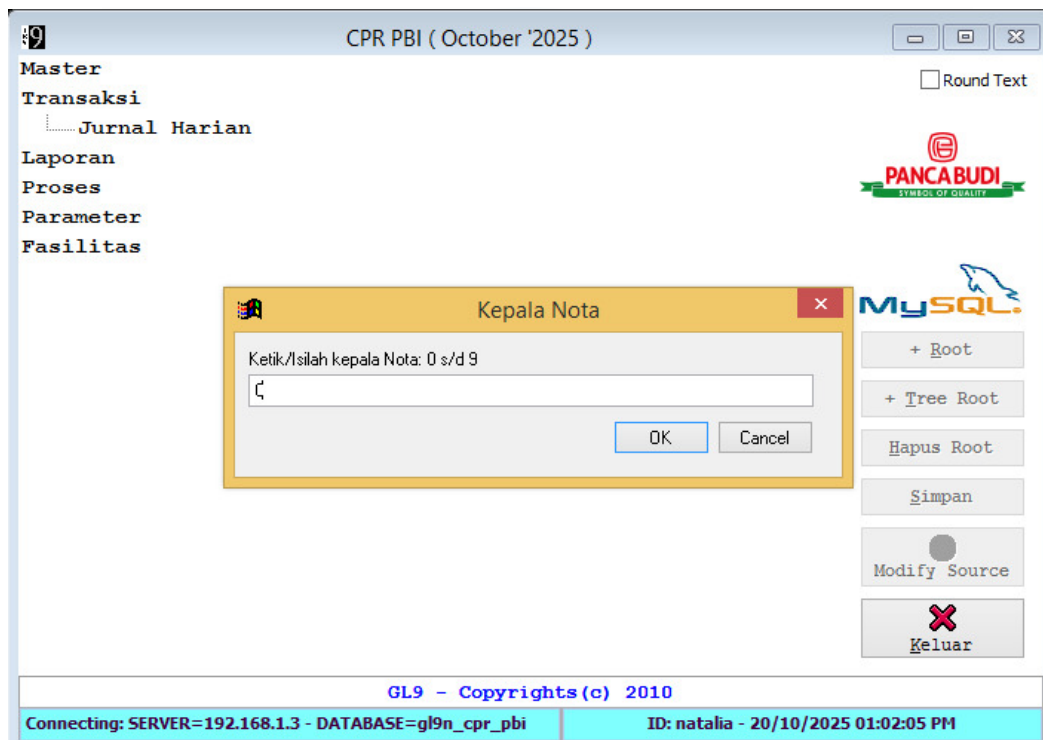 9 CPR PBI ( October '2025 )
Master
Round Text
Transaksi
Jurnal Harian
Laporan
Proses
Parameter
Fasilitas
PANCA BUDI
SYMBOL OF QUALITY
MySQL
Kepala Nota
Ketik/Isilah kepala Nota: 0 s/d 9
OK Cancel
+ Root
+ Tree Root
Hapus Root
Simpan
Modify Source
Keluar
GL9 - Copyrights(c) 2010
Connecting: SERVER=192.168.1.3 - DATABASE=gl9n_cpr_pbi ID: natalia - 20/10/2025 01:02:05 PM